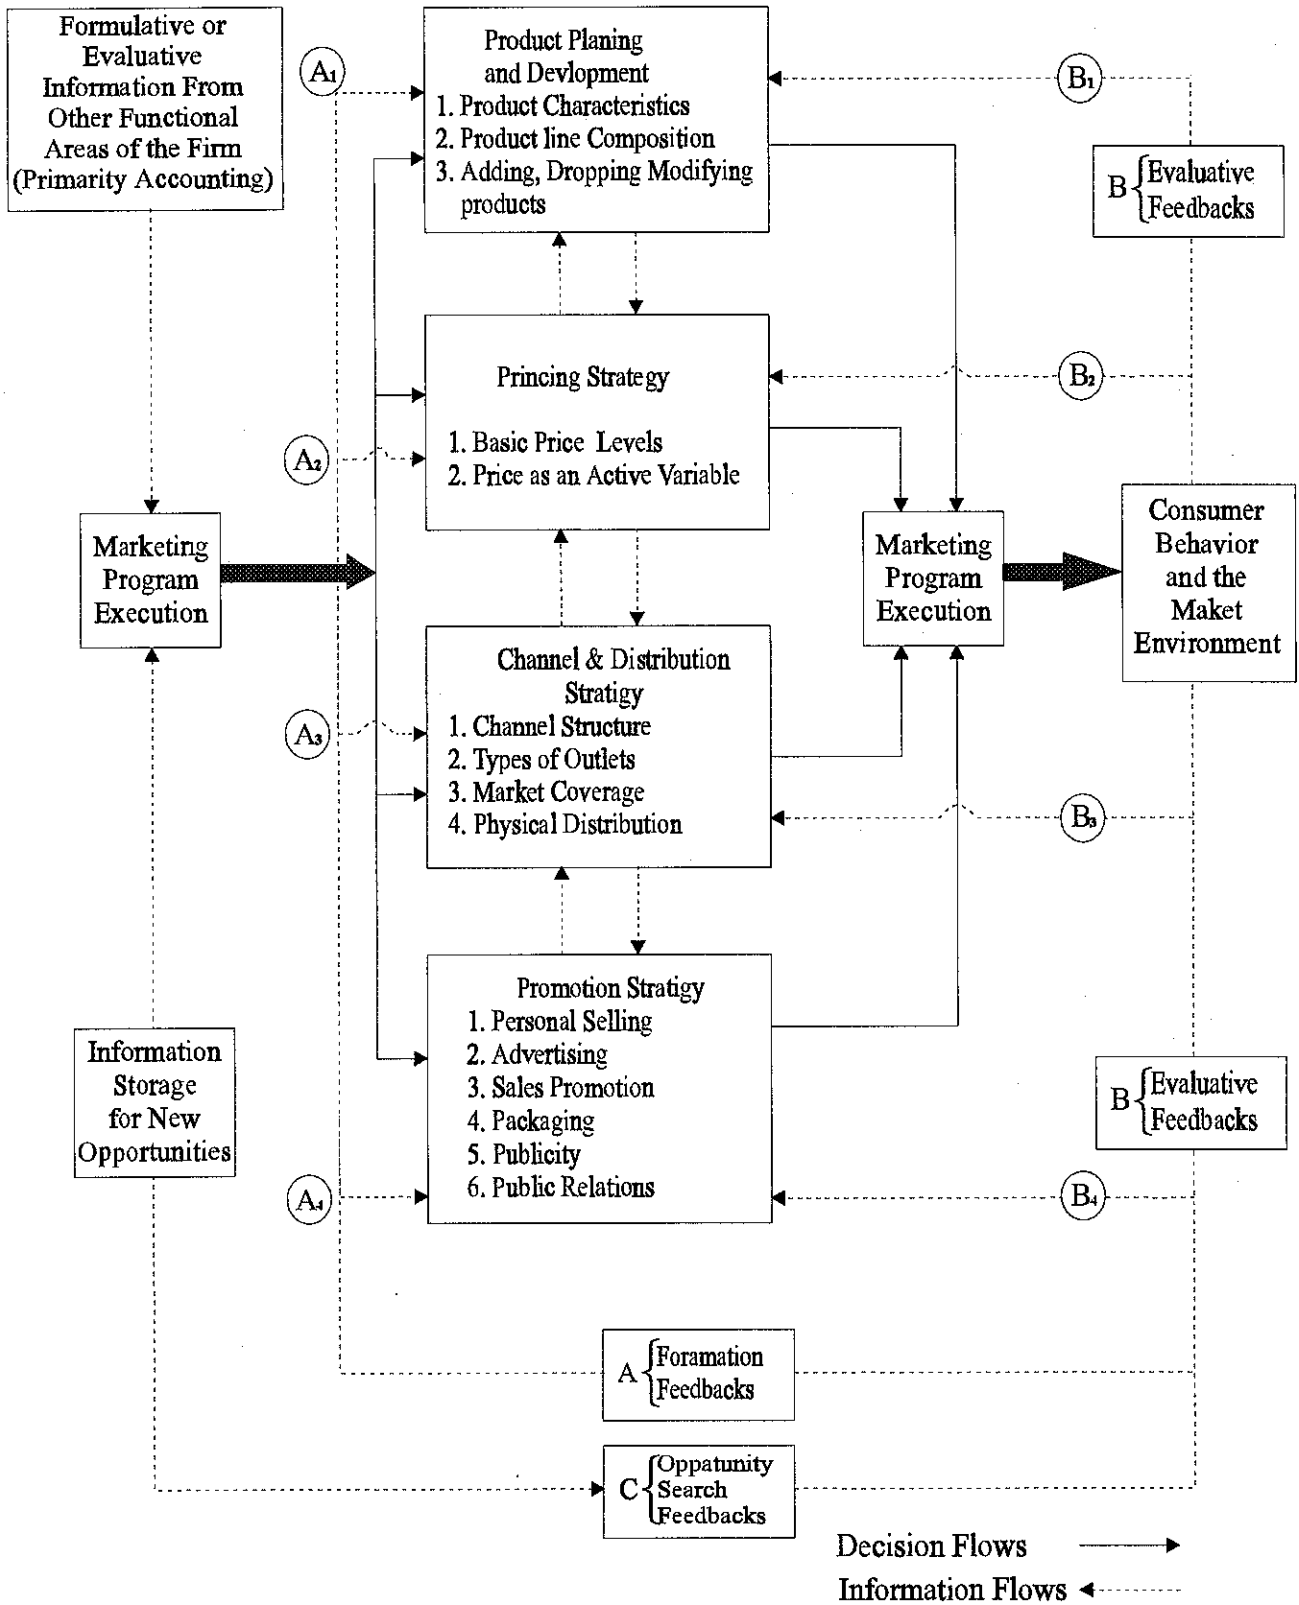 Formulative or
Evaluative
Information From
Other Functional
Areas of the Firm
(Primarity Accounting)
A1
Product Planing
and Devlopment
1. Product Characteristics
2. Product line Composition
3. Adding, Dropping Modifying
products
B1
B { Evaluative
Feedbacks
Princing Strategy
1. Basic Price Levels
2. Price as an Active Variable
A2
B2
Marketing
Program
Execution
Marketing
Program
Execution
Consumer
Behavior
and the
Maket
Environment
Channel & Distribution
Stratigy
1. Channel Structure
2. Types of Outlets
3. Market Coverage
4. Physical Distribution
A3
B3
Information
Storage
for New
Opportunities
Promotion Stratigy
1. Personal Selling
2. Advertising
3. Sales Promotion
4. Packaging
5. Publicity
6. Public Relations
A4
B { Evaluative
Feedbacks
B4
A { Foramation
Feedbacks
C { Oppatunity
Search
Feedbacks
Decision Flows
Information Flows